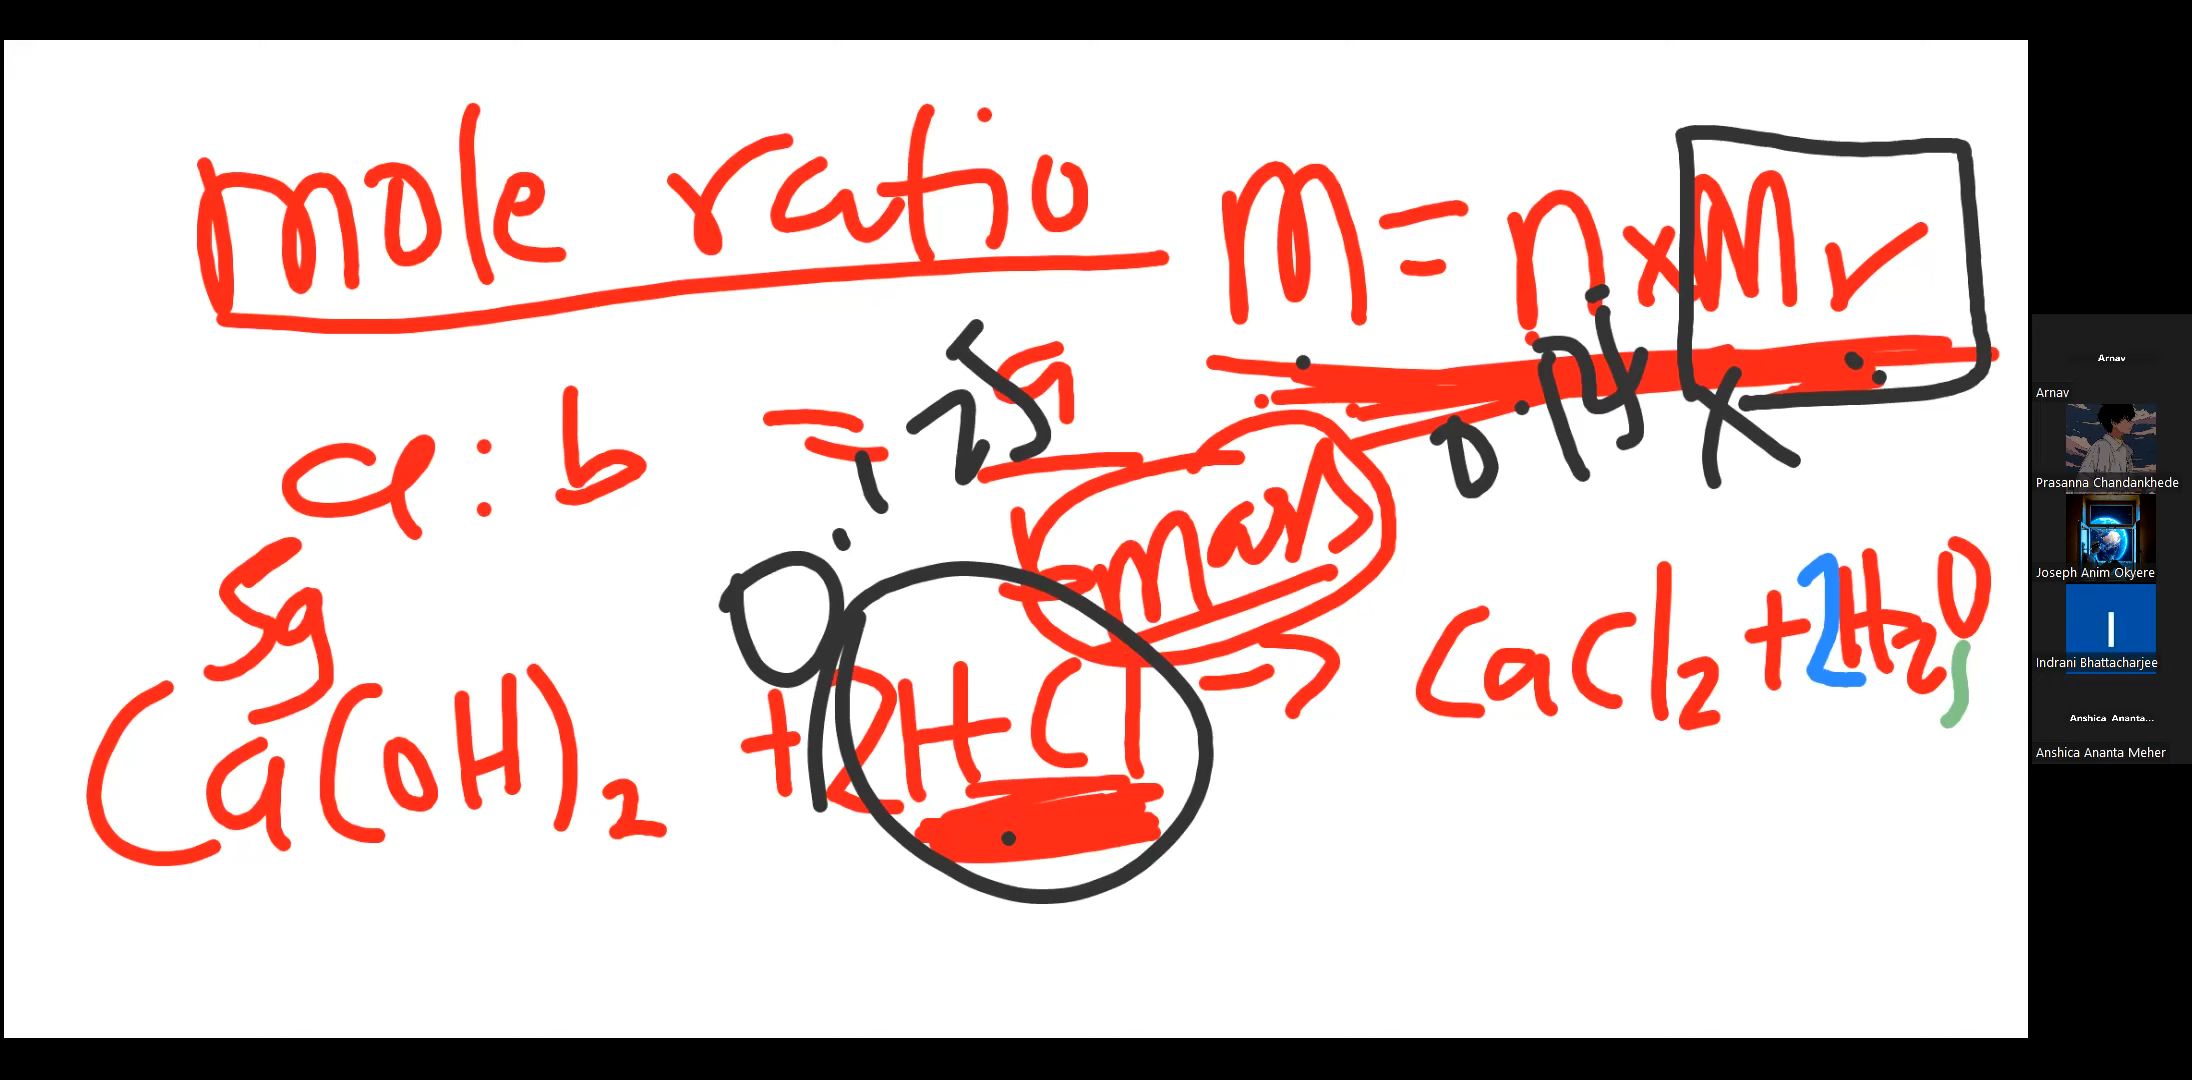 mole ratio m = n x Mr
a : b =
mass
5g
Ca(OH)2 + 2HCl → CaCl2 + 2H2O
Arnav
Arnav
Prasanna Chandankhede
Joseph Anim Okyere
I
Indrani Bhattacharjee
Anshica Ananta...
Anshica Ananta Meher